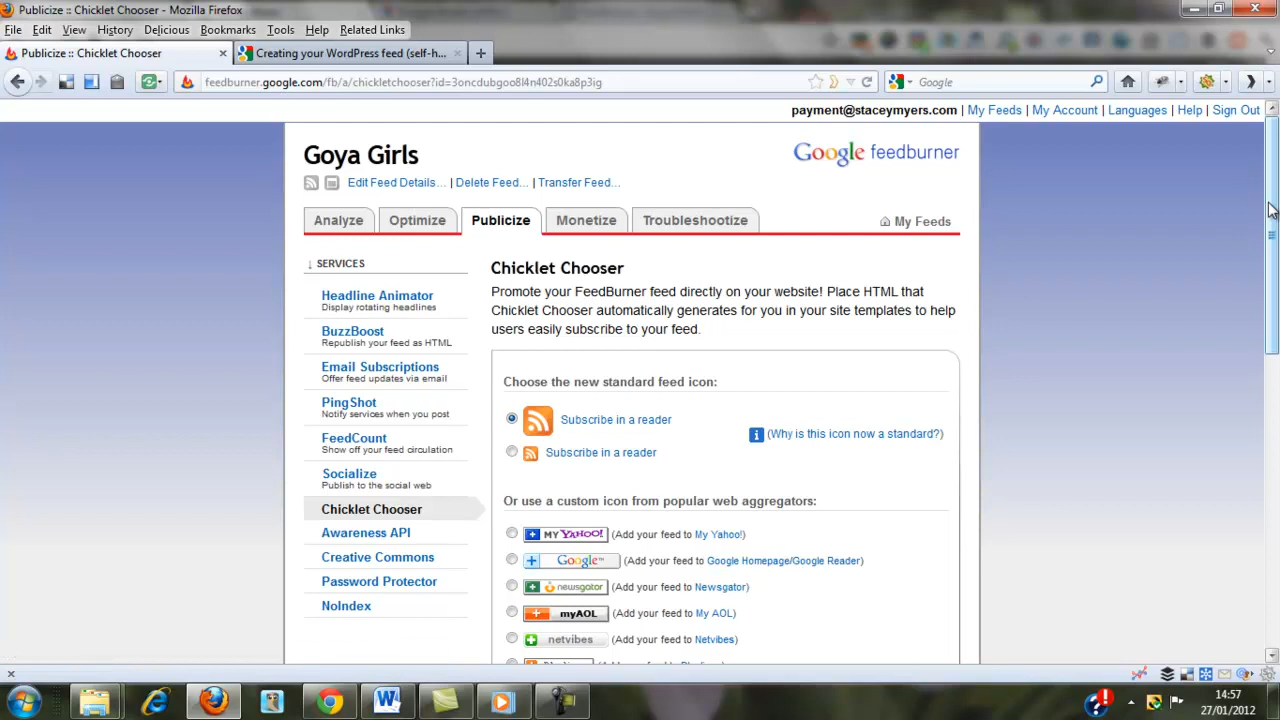 Publicize :: Chicklet Chooser - Mozilla Firefox
File Edit View History Delicious Bookmarks Tools Help Related Links
Publicize :: Chicklet Chooser × Creating your WordPress feed (self-h... × +
feedburner.google.com/fb/a/chickletchooser?id=3oncdubgoo8l4n402s0ka8p3ig Google
payment@staceymyers.com | My Feeds | My Account | Languages | Help | Sign Out
Goya Girls
Google feedburner
Edit Feed Details... | Delete Feed... | Transfer Feed...
Analyze Optimize Publicize Monetize Troubleshootize My Feeds
↓ SERVICES
Headline Animator
Display rotating headlines
BuzzBoost
Republish your feed as HTML
Email Subscriptions
Offer feed updates via email
PingShot
Notify services when you post
FeedCount
Show off your feed circulation
Socialize
Publish to the social web
Chicklet Chooser
Awareness API
Creative Commons
Password Protector
NoIndex
Chicklet Chooser
Promote your FeedBurner feed directly on your website! Place HTML that
Chicklet Chooser automatically generates for you in your site templates to help
users easily subscribe to your feed.
Choose the new standard feed icon:
Subscribe in a reader
i (Why is this icon now a standard?)
Subscribe in a reader
Or use a custom icon from popular web aggregators:
+ MY YAHOO! (Add your feed to My Yahoo!)
+ Google™ (Add your feed to Google Homepage/Google Reader)
+ newsgator (Add your feed to Newsgator)
+ myAOL (Add your feed to My AOL)
+ netvibes (Add your feed to Netvibes)
14:57
27/01/2012